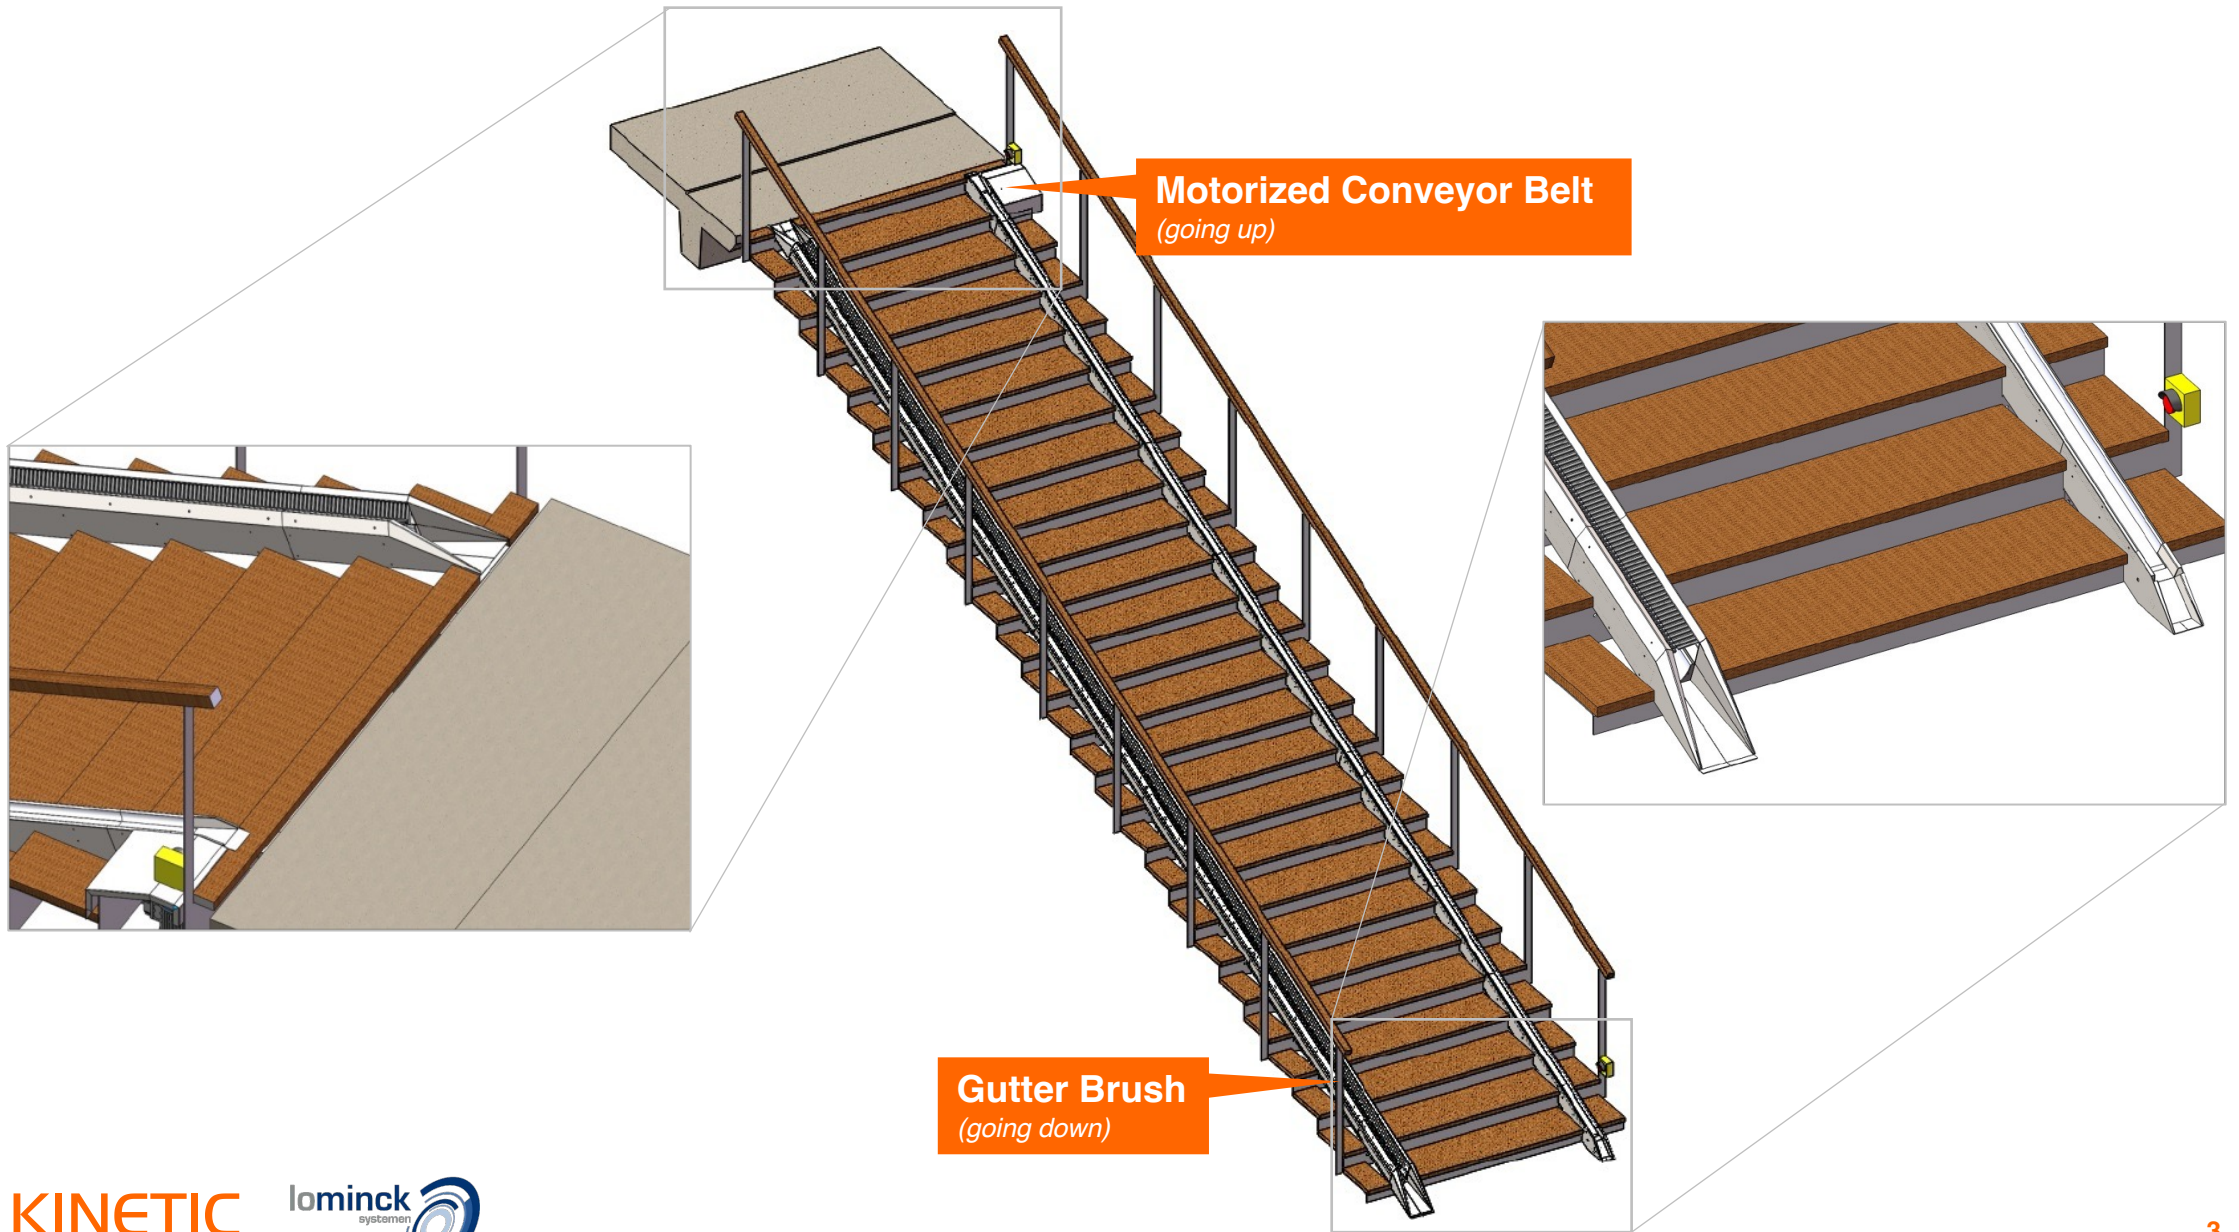 Motorized Conveyor Belt
(going up)
Gutter Brush
(going down)
KINETIC
lominck
systemen
3